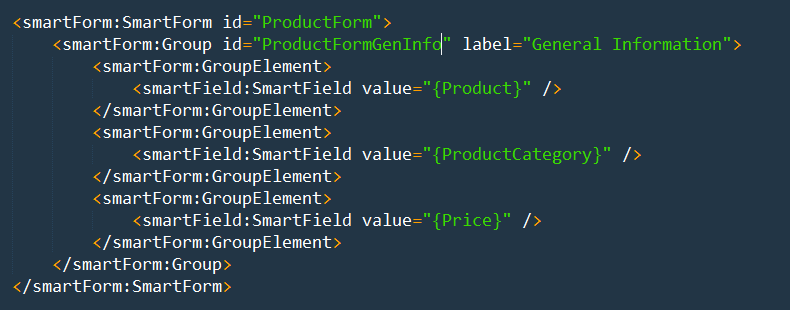 <smartForm:SmartForm id="ProductForm">
    <smartForm:Group id="ProductFormGenInfo" label="General Information">
        <smartForm:GroupElement>
            <smartField:SmartField value="{Product}" />
        </smartForm:GroupElement>
        <smartForm:GroupElement>
            <smartField:SmartField value="{ProductCategory}" />
        </smartForm:GroupElement>
        <smartForm:GroupElement>
            <smartField:SmartField value="{Price}" />
        </smartForm:GroupElement>
    </smartForm:Group>
</smartForm:SmartForm>